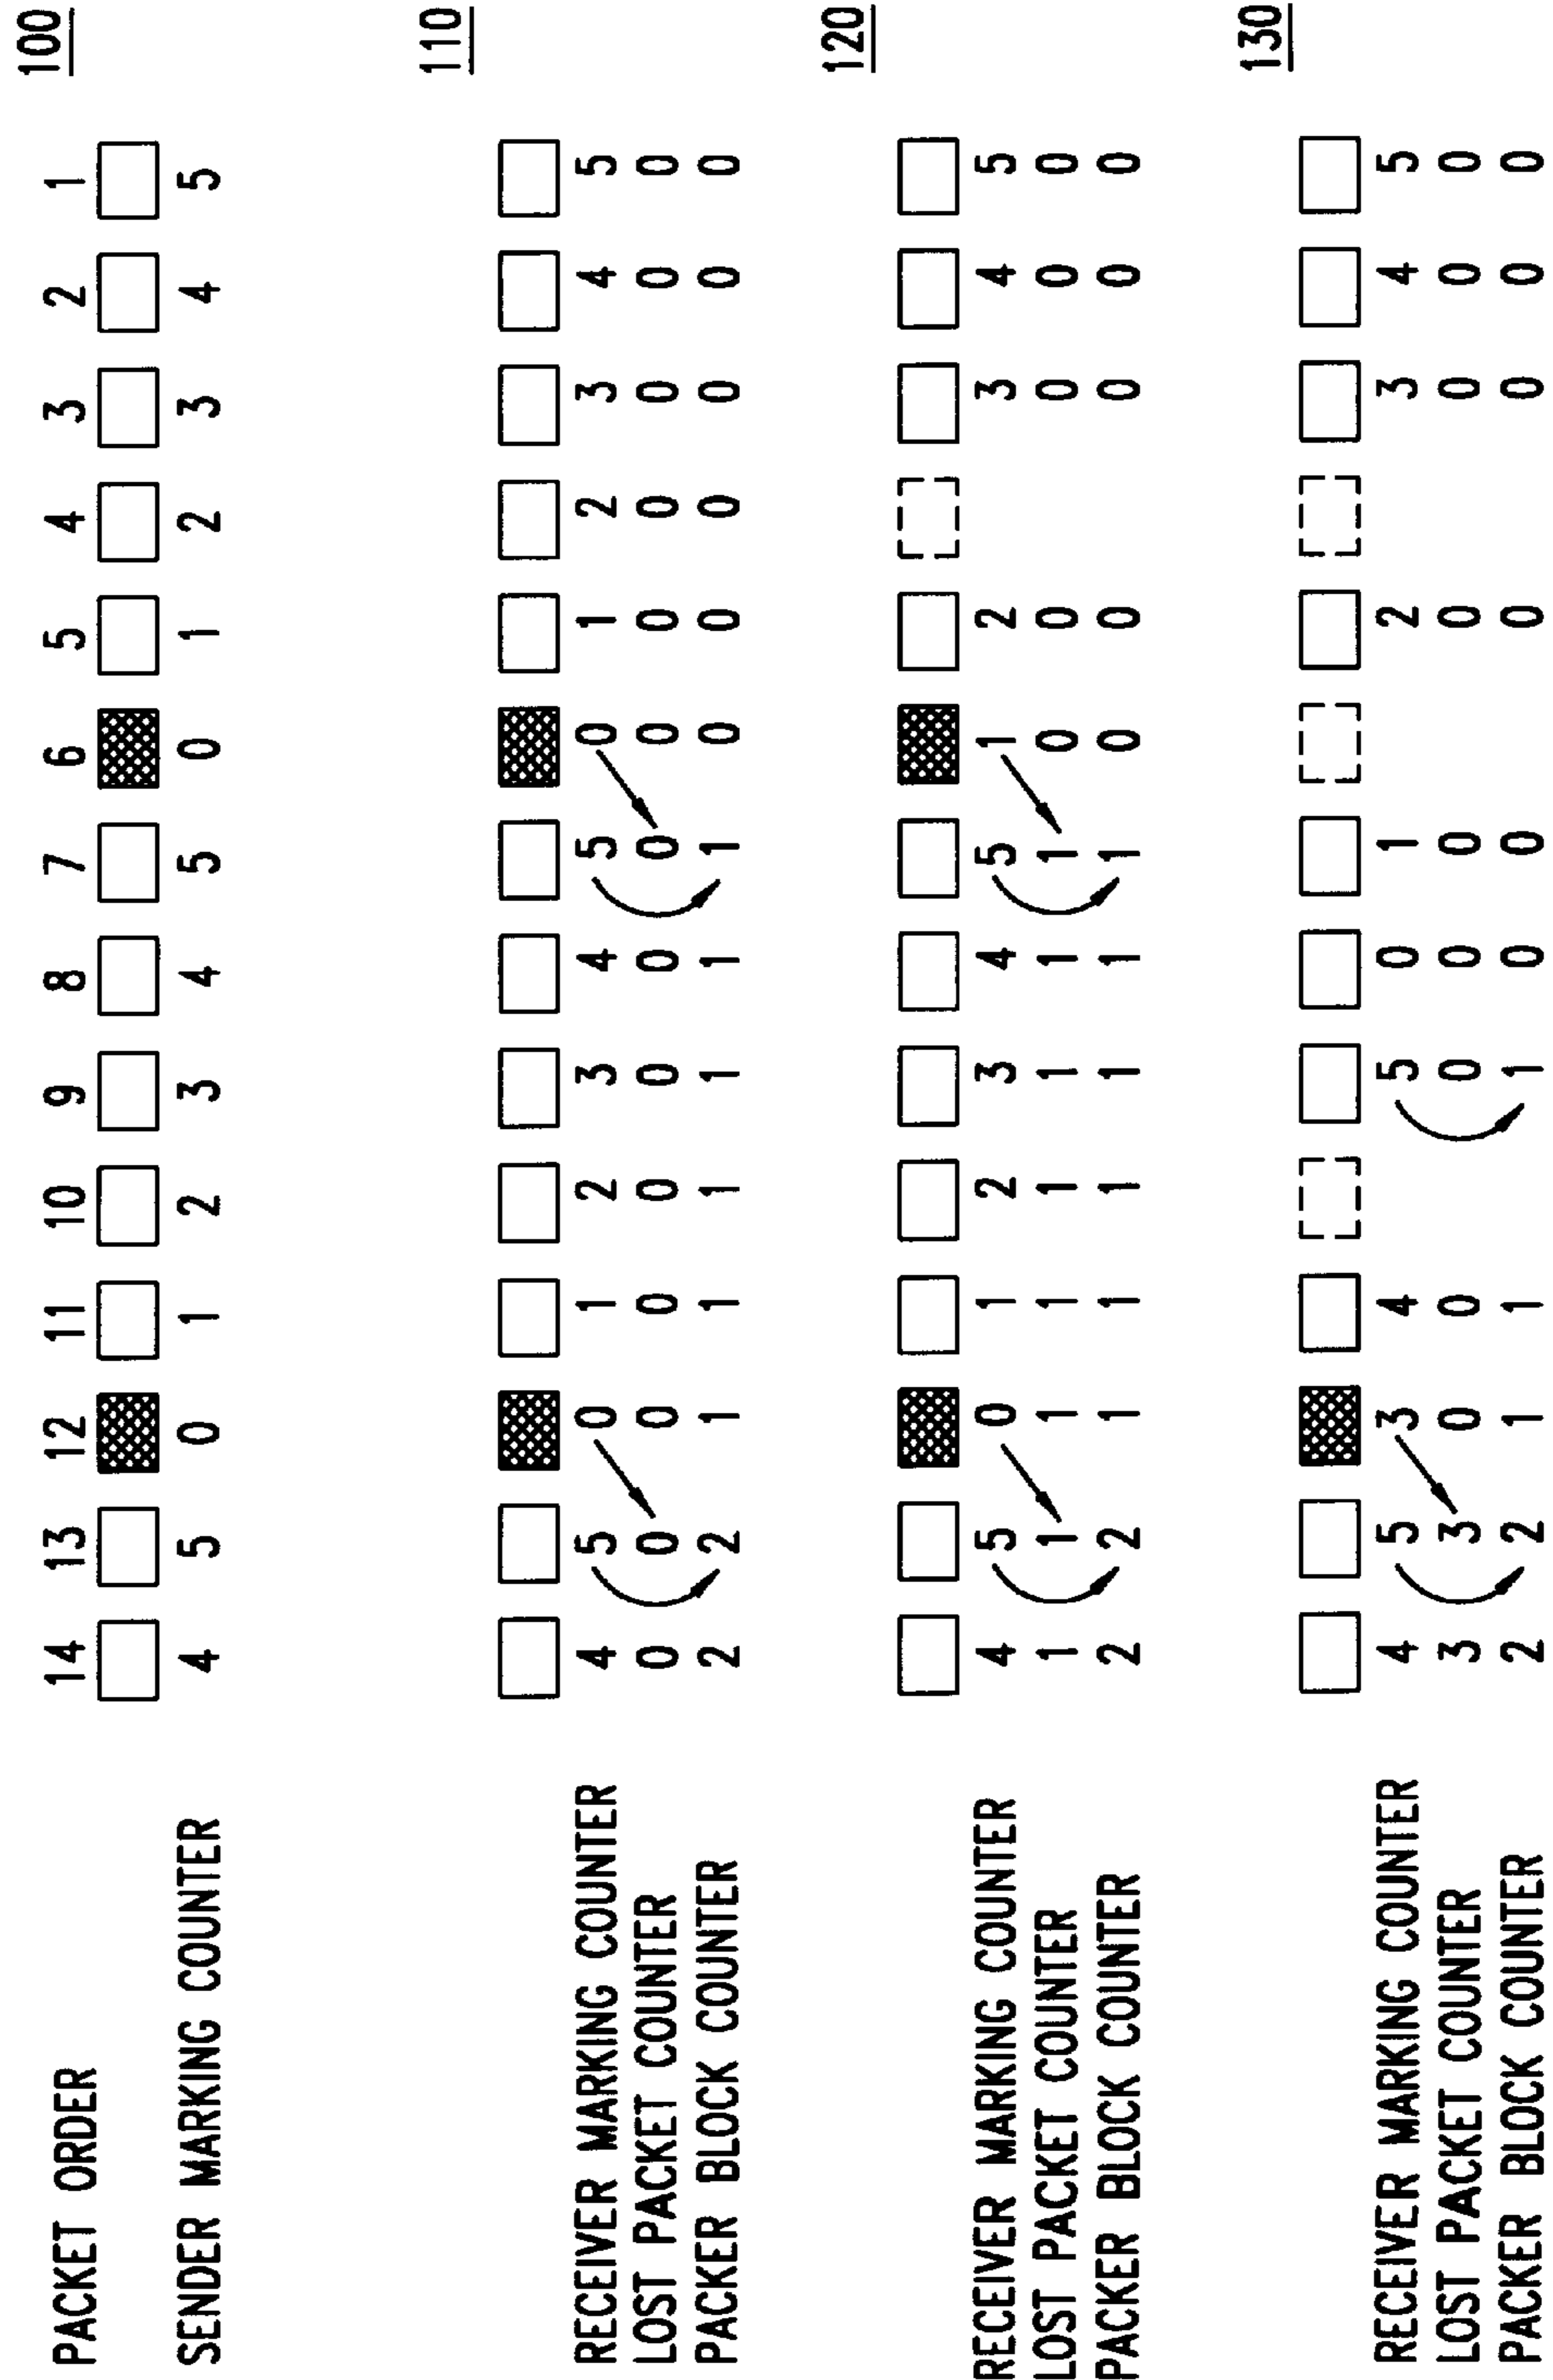 100
PACKET ORDER 14 13 12 11 10 9 8 7 6 5 4 3 2 1
SENDER MARKING COUNTER 4 5 0 1 2 3 4 5 0 1 2 3 4 5
110
RECEIVER MARKING COUNTER 4 5 0 1 2 3 4 5 0 1 2 3 4 5
LOST PACKET COUNTER 0 0 0 0 0 0 0 0 0 0 0 0 0 0
PACKER BLOCK COUNTER 2 2 1 1 1 1 1 1 0 0 0 0 0 0
120
RECEIVER MARKING COUNTER 4 5 0 1 2 3 4 5 1 2 3 4 5
LOST PACKET COUNTER 1 1 1 1 1 1 1 1 0 0 0 0 0
PACKER BLOCK COUNTER 2 2 1 1 1 1 1 1 0 0 0 0 0
130
RECEIVER MARKING COUNTER 4 5 3 4 5 0 1 2 3 4 5
LOST PACKET COUNTER 3 3 0 0 0 0 0 0 0 0 0
PACKER BLOCK COUNTER 2 2 1 1 1 0 0 0 0 0 0